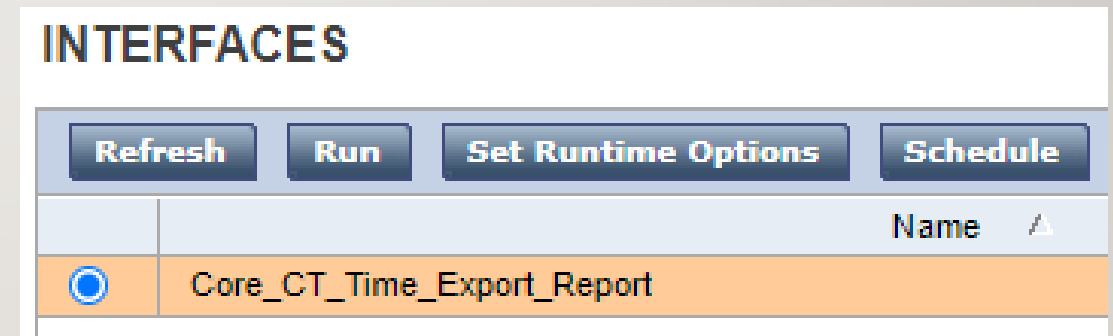 INTERFACES
Refresh Run Set Runtime Options Schedule
Name
Core_CT_Time_Export_Report